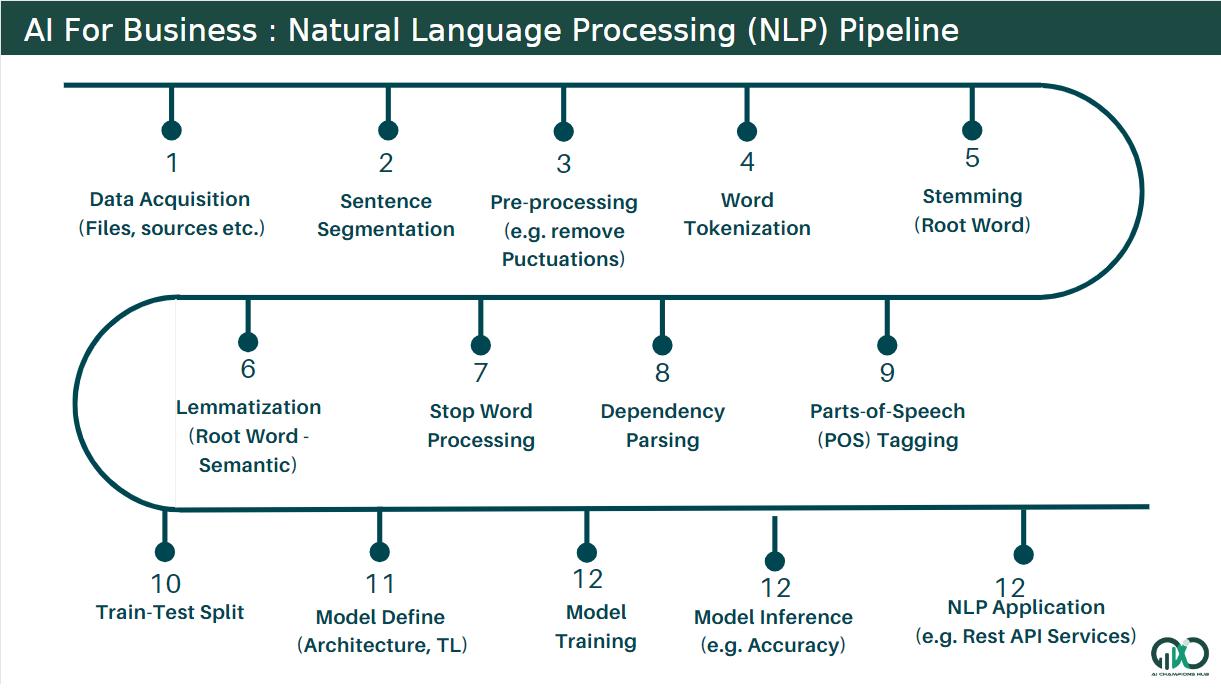 AI For Business : Natural Language Processing (NLP) Pipeline
1
Data Acquisition
(Files, sources etc.)
2
Sentence
Segmentation
3
Pre-processing
(e.g. remove
Puctuations)
4
Word
Tokenization
5
Stemming
(Root Word)
6
Lemmatization
(Root Word -
Semantic)
7
Stop Word
Processing
8
Dependency
Parsing
9
Parts-of-Speech
(POS) Tagging
10
Train-Test Split
11
Model Define
(Architecture, TL)
12
Model
Training
12
Model Inference
(e.g. Accuracy)
12
NLP Application
(e.g. Rest API Services)
AI CHAMPIONS HUB